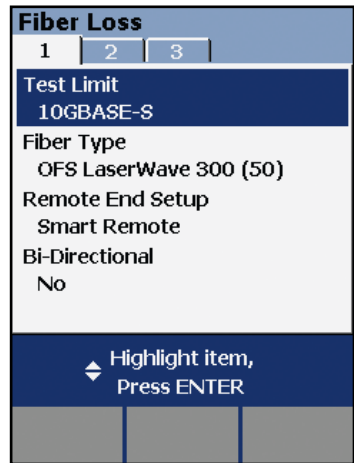 Fiber Loss
1 2 3
Test Limit
10GBASE-S
Fiber Type
OFS LaserWave 300 (50)
Remote End Setup
Smart Remote
Bi-Directional
No
Highlight item,
Press ENTER